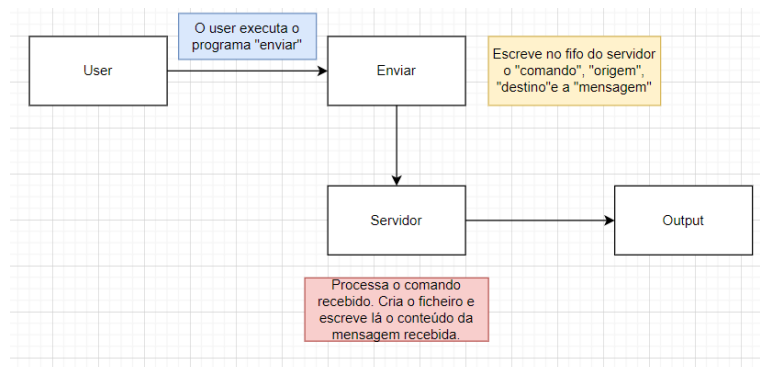 O user executa o
programa "enviar"
User
Enviar
Escreve no fifo do servidor
o "comando", "origem",
"destino"e a "mensagem"
Servidor
Output
Processa o comando
recebido. Cria o ficheiro e
escreve lá o conteúdo da
mensagem recebida.